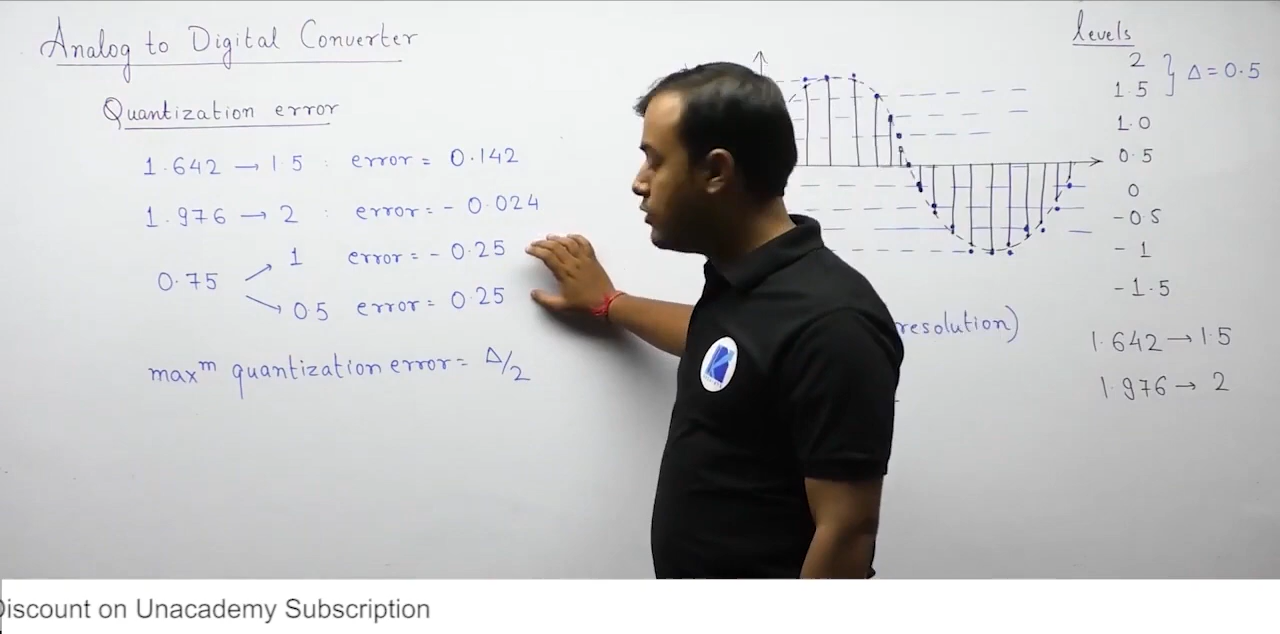 Analog to Digital Converter
Quantization error
1.642 → 1.5 : error = 0.142
1.976 → 2 : error = - 0.024
0.75
1 error = - 0.25
0.5 error = 0.25
maxᵐ quantization error = Δ/2
levels
2
Δ = 0.5
1.5
1.0
0.5
0
-0.5
- 1
- 1.5
resolution)
1.642 → 1.5
1.976 → 2
Discount on Unacademy Subscription